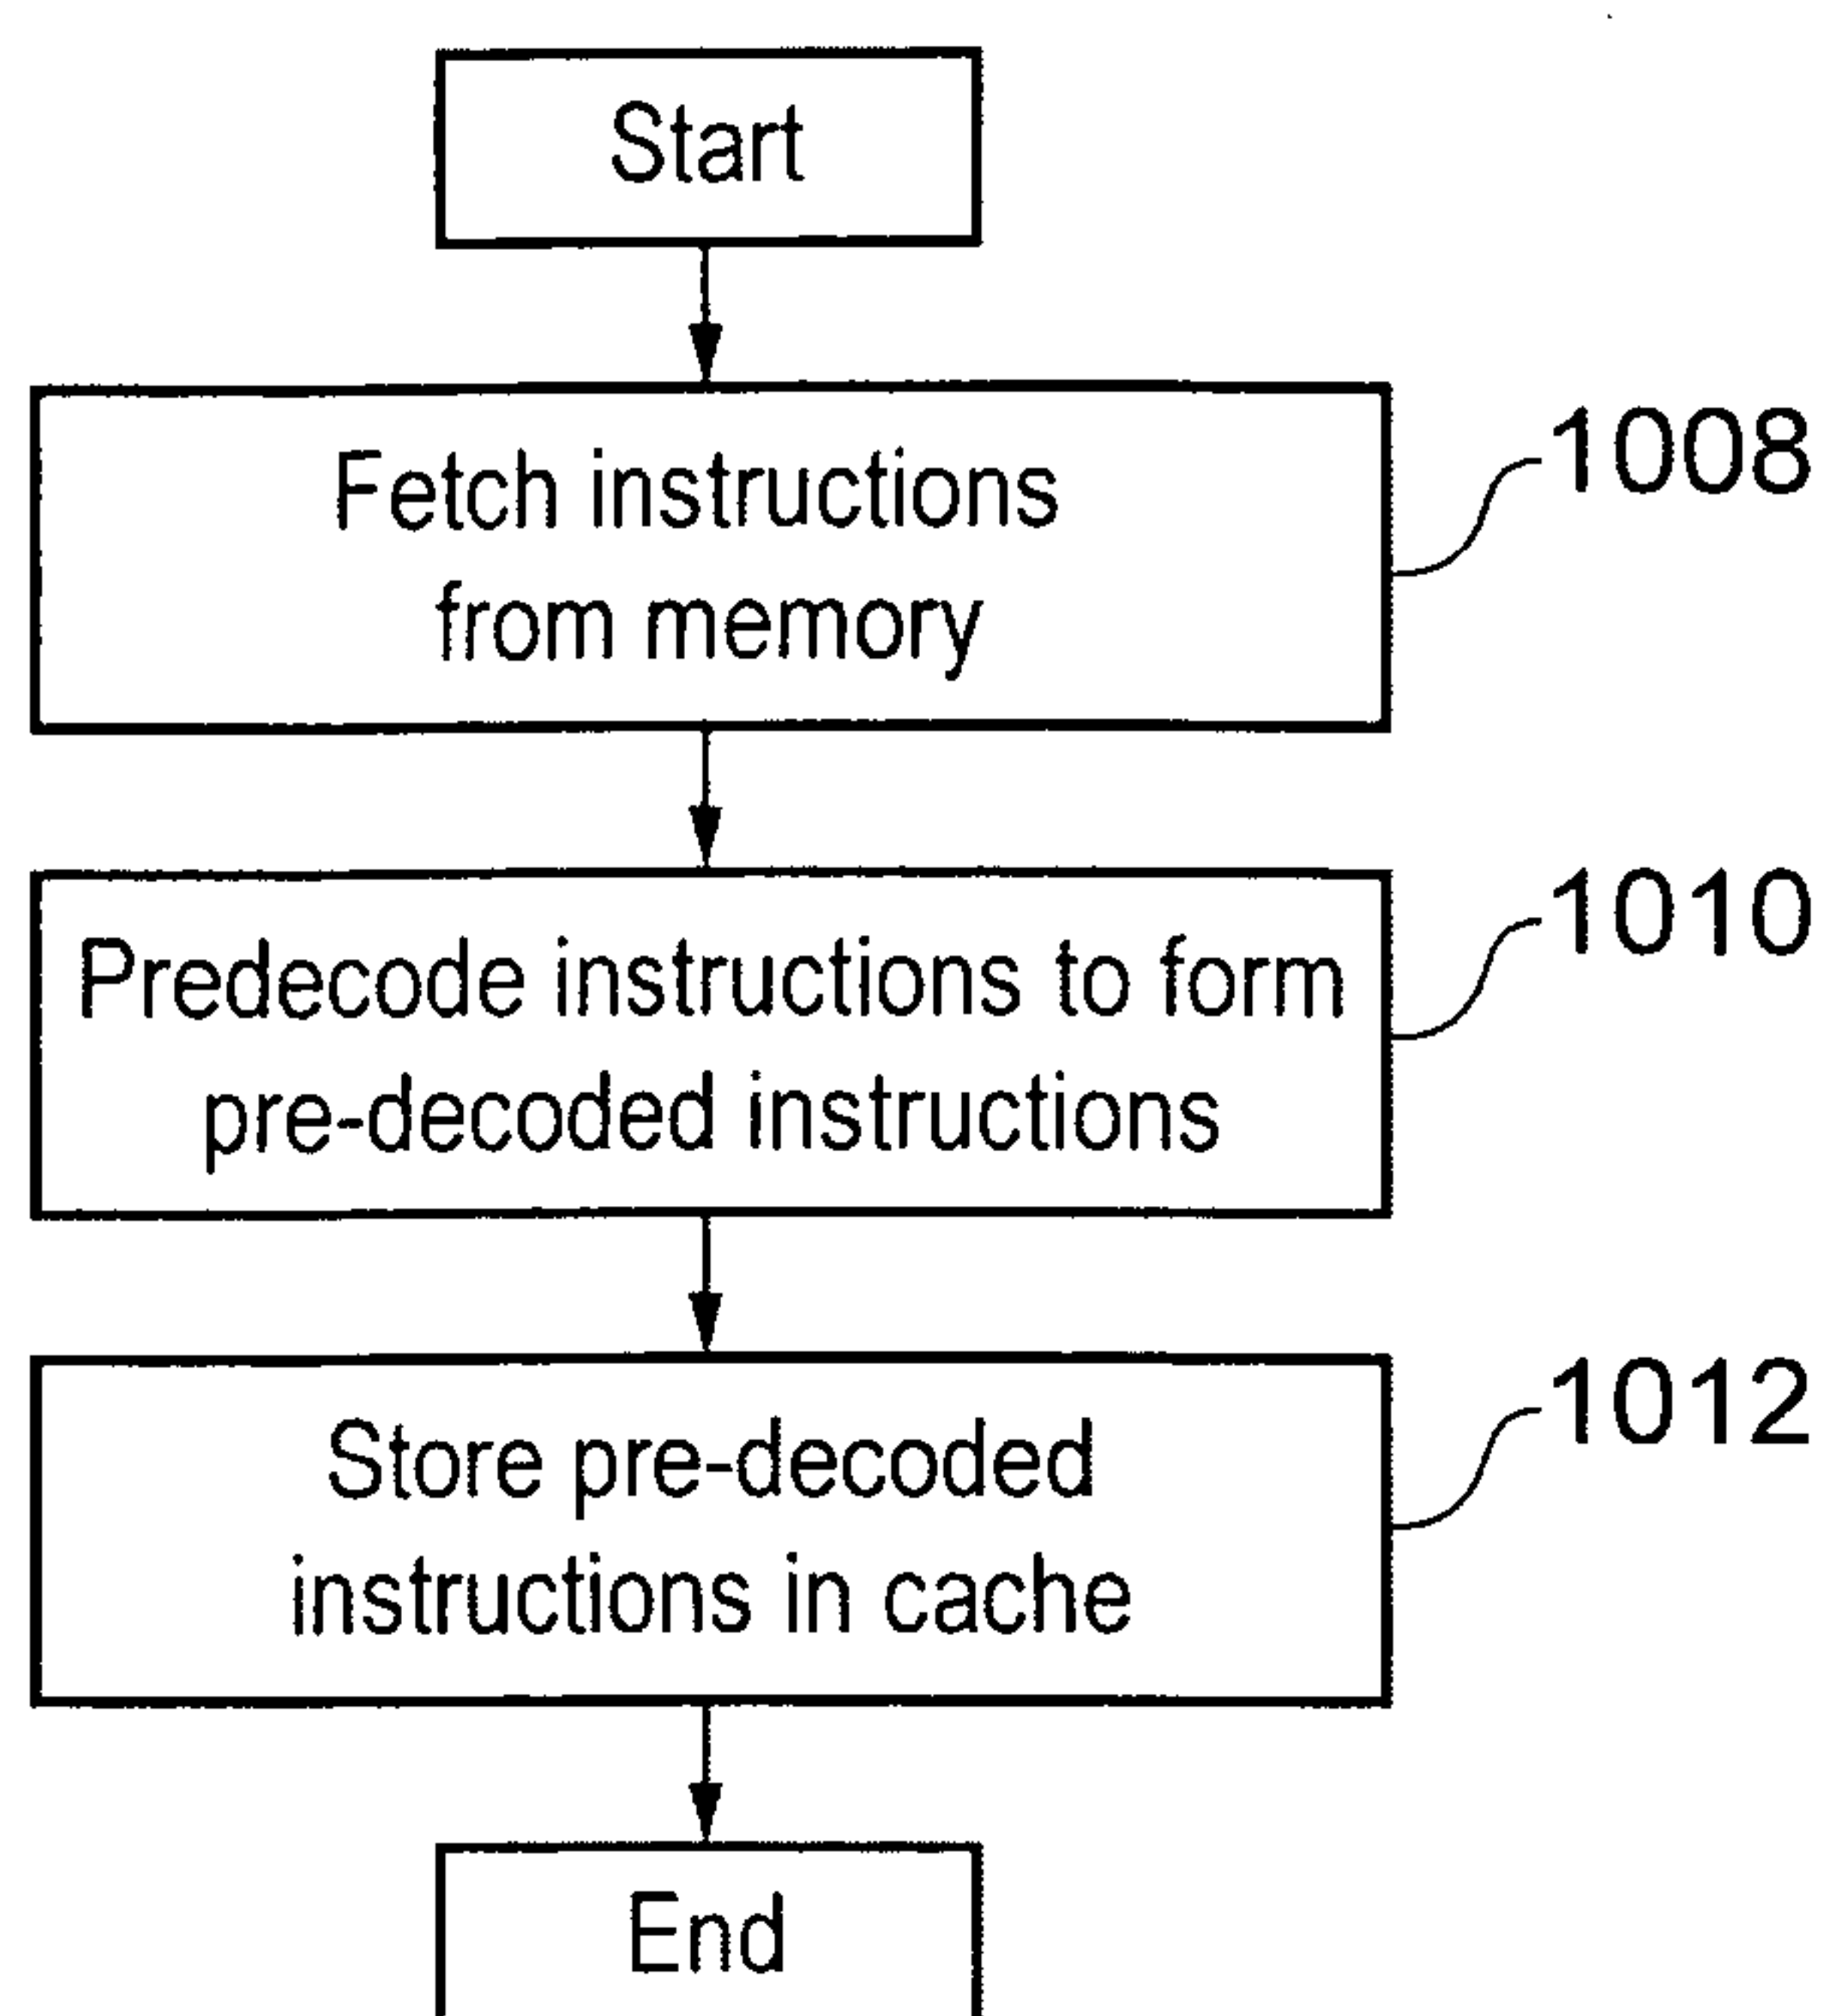 Start
Fetch instructions
from memory
1008
Predecode instructions to form
pre-decoded instructions
1010
Store pre-decoded
instructions in cache
1012
End